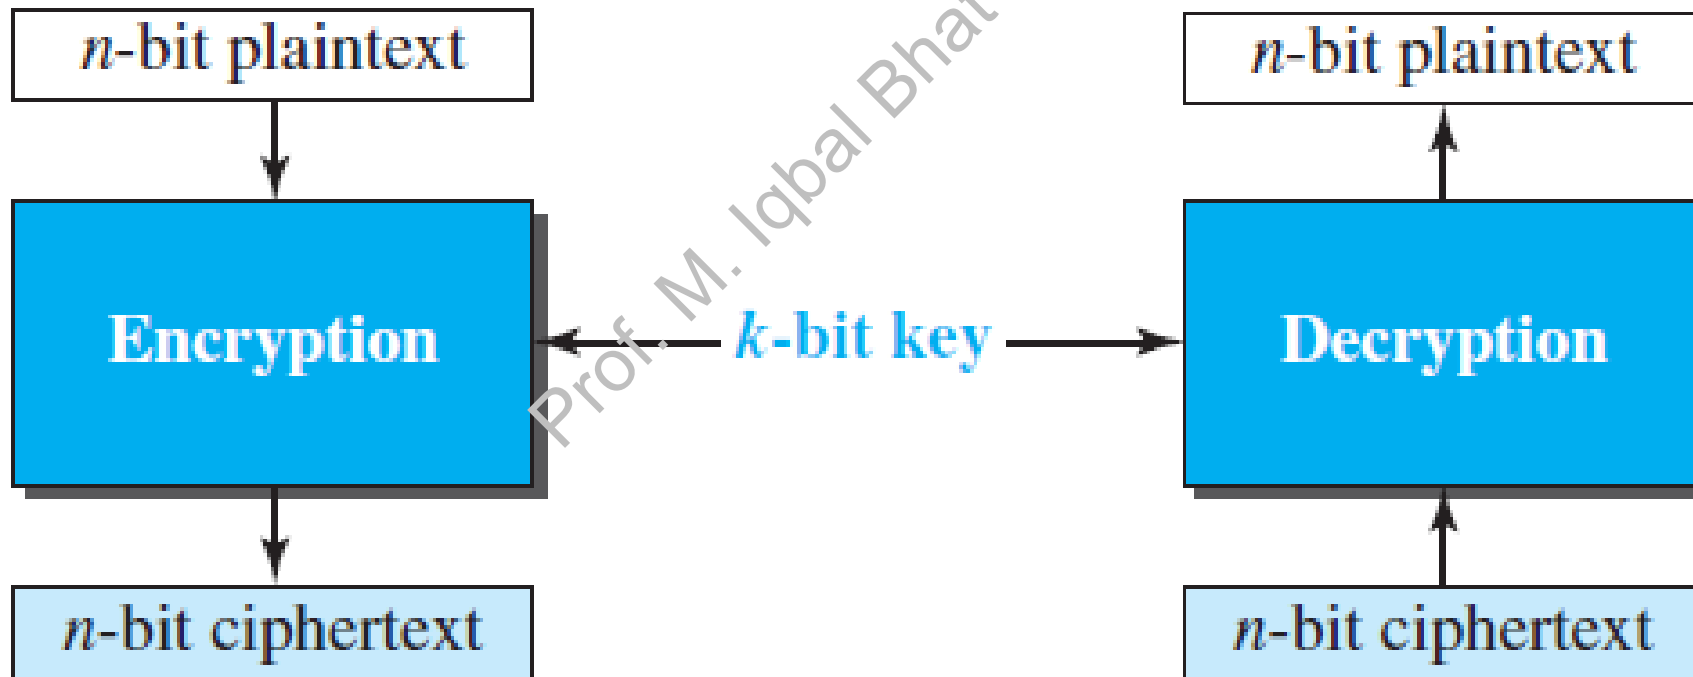 n-bit plaintext
n-bit plaintext
Prof. M. Iqbal Bhat
Encryption
k-bit key
Decryption
n-bit ciphertext
n-bit ciphertext